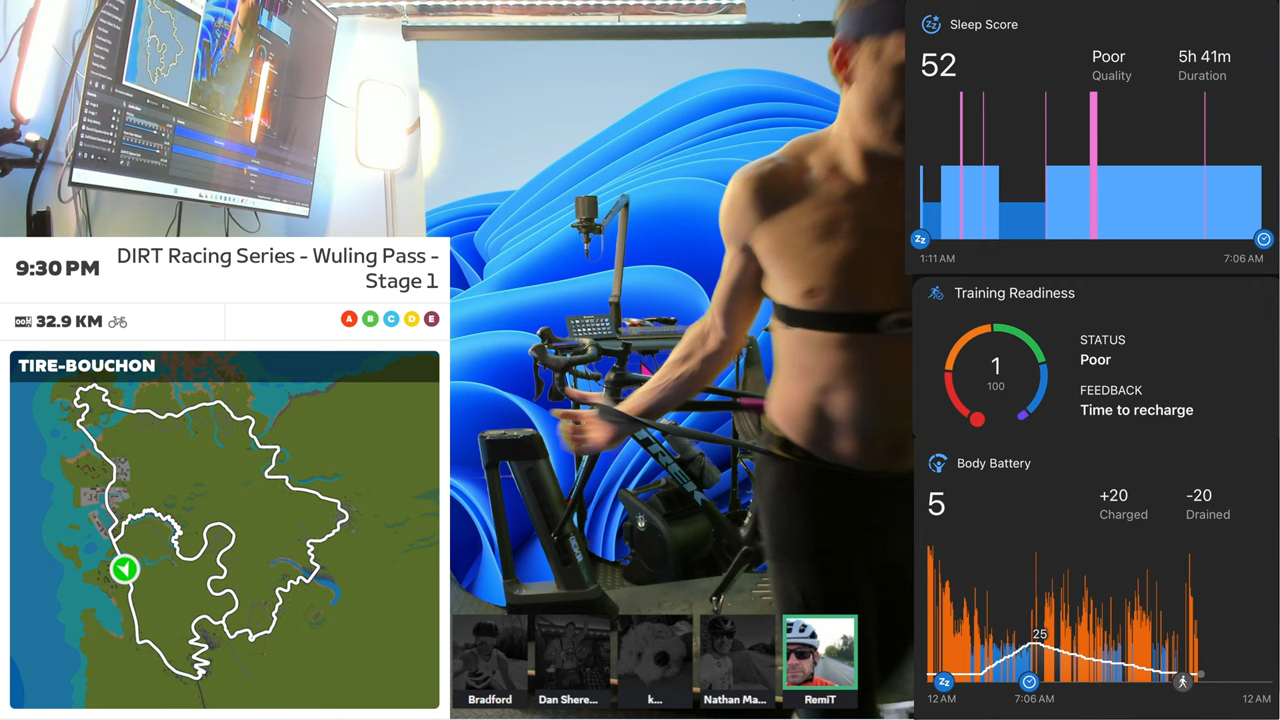 9:30 PM
DIRT Racing Series - Wuling Pass -
Stage 1
32.9 KM
A B C D E
TIRE-BOUCHON
TREK
Bradford
Dan Shere...
k...
Nathan Ma...
RemiT
Sleep Score
52
Poor
Quality
5h 41m
Duration
1:11 AM
7:06 AM
Training Readiness
1
100
STATUS
Poor
FEEDBACK
Time to recharge
Body Battery
5
+20
Charged
-20
Drained
25
Zz
12 AM
7:06 AM
12 AM